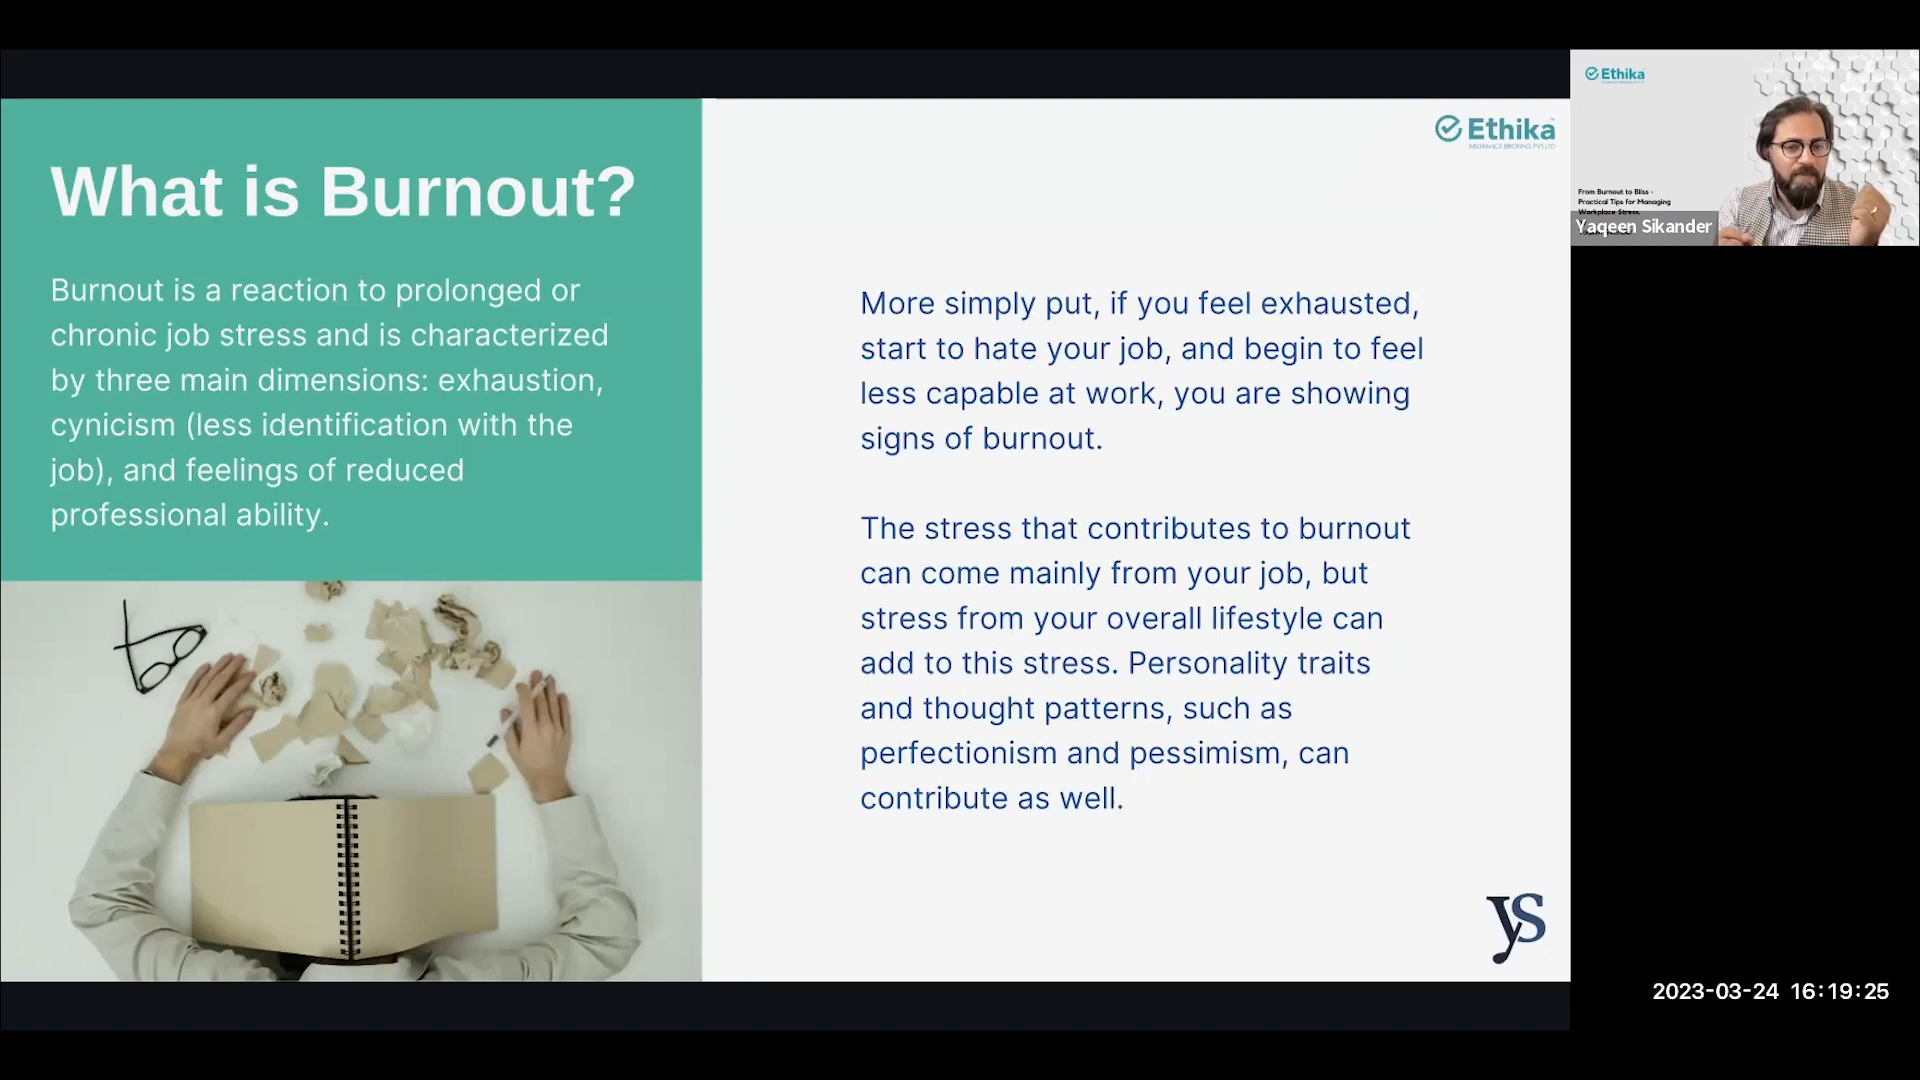 What is Burnout?
Burnout is a reaction to prolonged or
chronic job stress and is characterized
by three main dimensions: exhaustion,
cynicism (less identification with the
job), and feelings of reduced
professional ability.
Ethika
INSURANCE BROKING PVT LTD
More simply put, if you feel exhausted,
start to hate your job, and begin to feel
less capable at work, you are showing
signs of burnout.
The stress that contributes to burnout
can come mainly from your job, but
stress from your overall lifestyle can
add to this stress. Personality traits
and thought patterns, such as
perfectionism and pessimism, can
contribute as well.
ys
Ethika
From Burnout to Bliss -
Practical Tips for Managing
Workplace Stress.
Yaqeen Sikander
2023-03-24 16:19:25